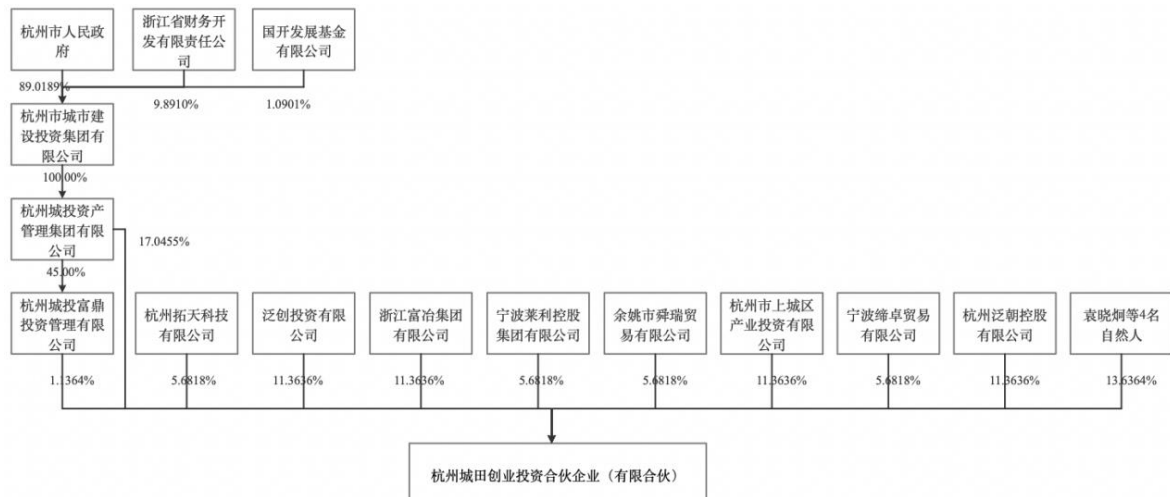 杭州市人民政
府
浙江省财务开
发有限责任公
司
国开发展基金
有限公司
89.0189%
9.8910%
1.0901%
杭州市城市建
设投资集团有
限公司
100.00%
杭州城投资产
管理集团有限
公司
17.0455%
45.00%
杭州城投富鼎
投资管理有限
公司
杭州拓天科技
有限公司
泛创投资有限
公司
浙江富冶集团
有限公司
宁波莱利控股
集团有限公司
余姚市舜瑞贸
易有限公司
杭州市上城区
产业投资有限
公司
宁波缔卓贸易
有限公司
杭州泛朝控股
有限公司
袁晓炯等4名
自然人
1.1364%
5.6818%
11.3636%
11.3636%
5.6818%
5.6818%
11.3636%
5.6818%
11.3636%
13.6364%
杭州城田创业投资合伙企业（有限合伙）